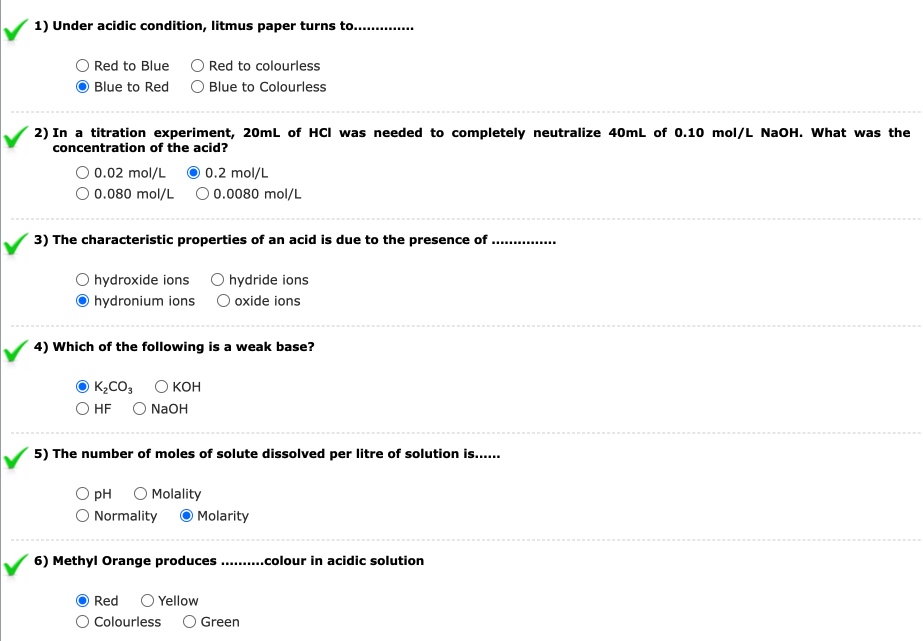 1) Under acidic condition, litmus paper turns to..............
Red to Blue Red to colourless
Blue to Red Blue to Colourless
2) In a titration experiment, 20mL of HCl was needed to completely neutralize 40mL of 0.10 mol/L NaOH. What was the
concentration of the acid?
0.02 mol/L 0.2 mol/L
0.080 mol/L 0.0080 mol/L
3) The characteristic properties of an acid is due to the presence of ...............
hydroxide ions hydride ions
hydronium ions oxide ions
4) Which of the following is a weak base?
K₂CO₃ KOH
HF NaOH
5) The number of moles of solute dissolved per litre of solution is......
pH Molality
Normality Molarity
6) Methyl Orange produces ..........colour in acidic solution
Red Yellow
Colourless Green